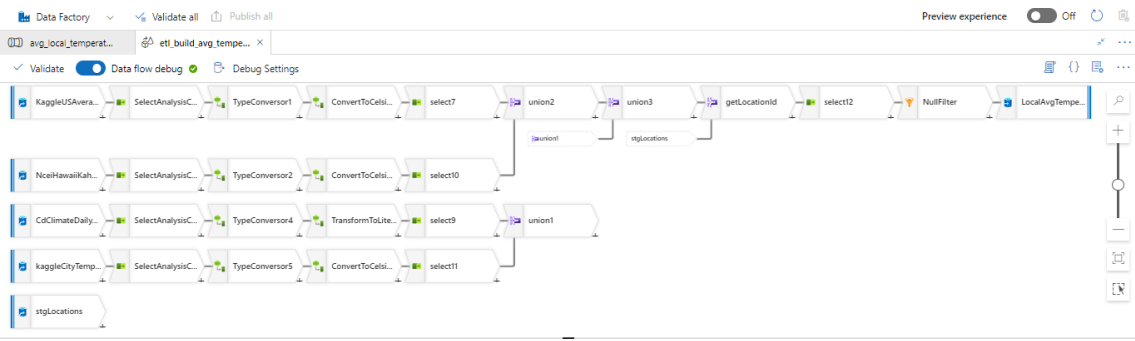 Data Factory Validate all Publish all Preview experience Off
avg_local_temperat... etl_build_avg_tempe...
Validate Data flow debug Debug Settings
KaggleUSAvera... SelectAnalysisC... TypeConversor1 ConvertToCelsi... select7 union2 union3 getLocationId select12 NullFilter LocalAvgTempe...
union1 stgLocations
NceiHawaiiKah... SelectAnalysisC... TypeConversor2 ConvertToCelsi... select10
CdClimateDaily... SelectAnalysisC... TypeConversor4 TransformToLite... select9 union1
kaggleCityTemp... SelectAnalysisC... TypeConversor5 ConvertToCelsi... select11
stgLocations